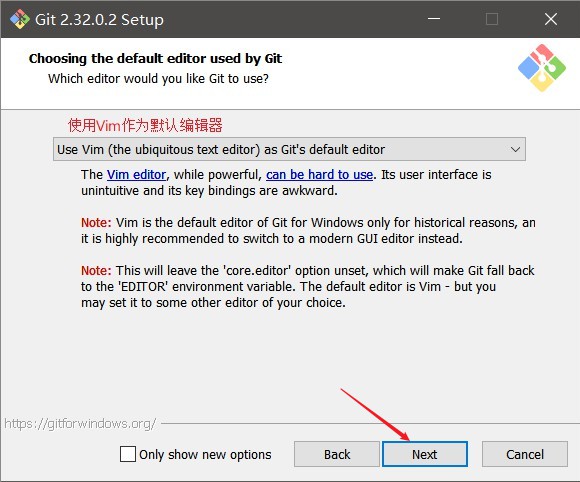 Git 2.32.0.2 Setup
Choosing the default editor used by Git
Which editor would you like Git to use?
使用Vim作为默认编辑器
Use Vim (the ubiquitous text editor) as Git's default editor
The Vim editor, while powerful, can be hard to use. Its user interface is
unintuitive and its key bindings are awkward.
Note: Vim is the default editor of Git for Windows only for historical reasons, an
it is highly recommended to switch to a modern GUI editor instead.
Note: This will leave the 'core.editor' option unset, which will make Git fall back
to the 'EDITOR' environment variable. The default editor is Vim - but you
may set it to some other editor of your choice.
https://gitforwindows.org/
Only show new options
Back
Next
Cancel